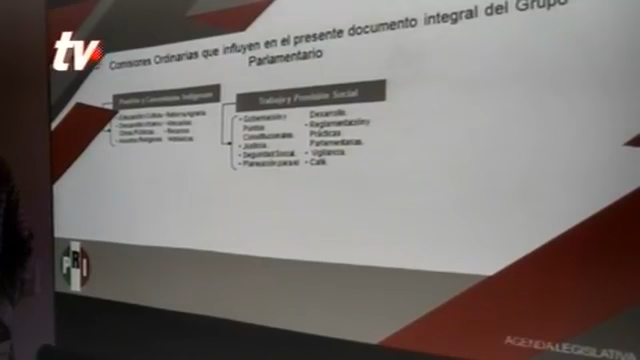 tv
Comisiones Ordinarias que influyen en el presente documento integral del Grupo
Parlamentario
Pueblos y Comunidades Indígenas
Trabajo y Previsión Social
- Gobernación y
Puntos
Constitucionales.
- Justicia.
- Seguridad Social.
- Planeación para el
Desarrollo.
- Reglamentación y
Prácticas
Parlamentarias.
- Vigilancia.
- Café.
PRI
AGENDA LEGISLATIVA